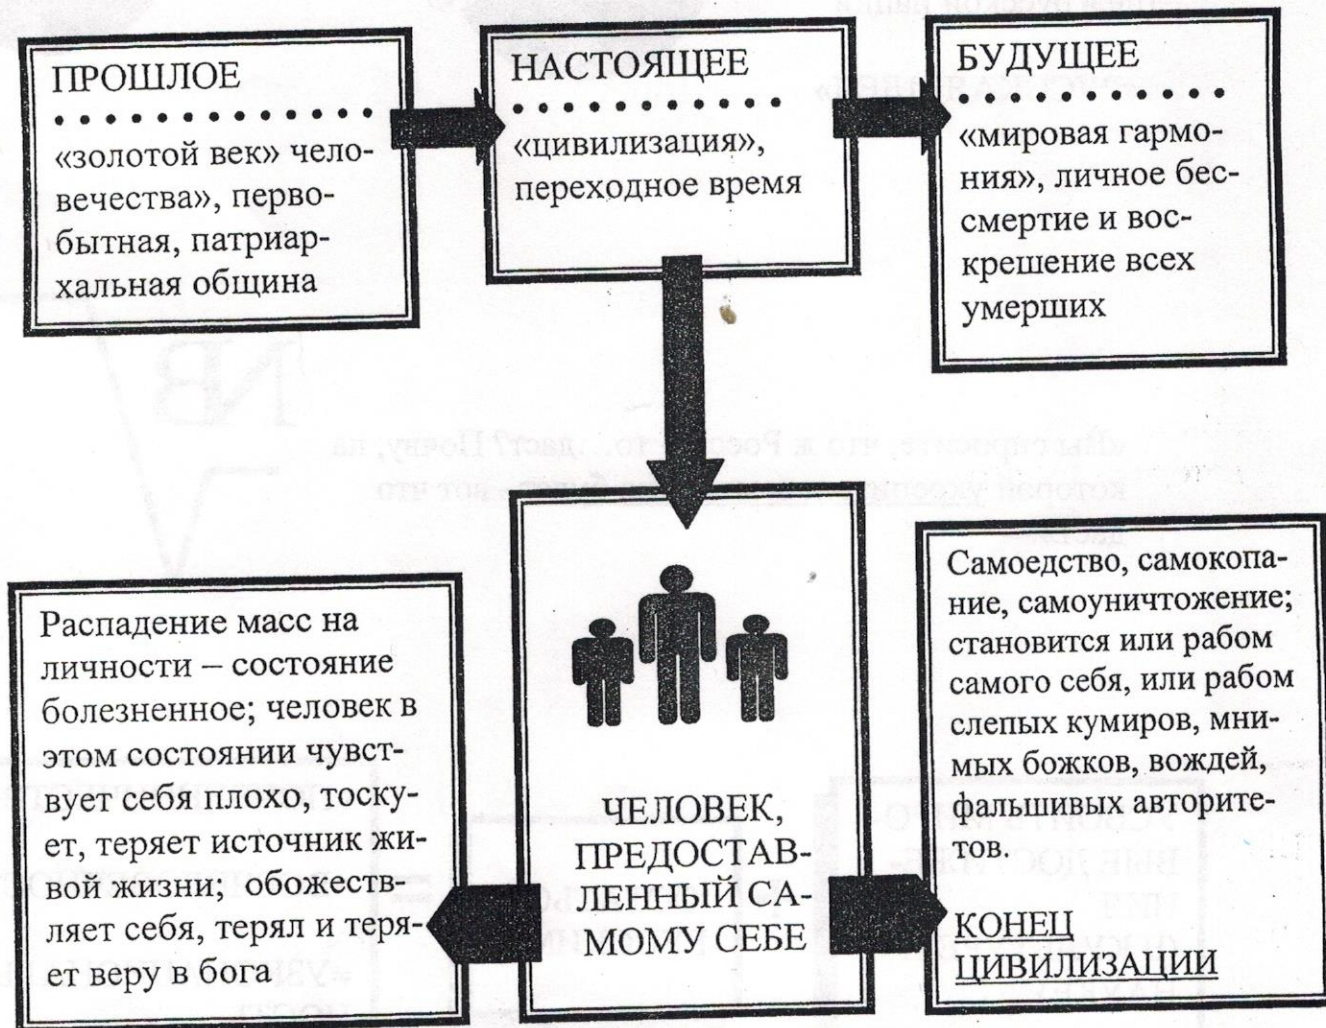 ПРОШЛОЕ
«золотой век» чело-
вечества», перво-
бытная, патриар-
хальная община
НАСТОЯЩЕЕ
«цивилизация»,
переходное время
БУДУЩЕЕ
«мировая гармо-
ния», личное бес-
смертие и вос-
крешение всех
умерших
Распадение масс на
личности – состояние
болезненное; человек в
этом состоянии чувст-
вует себя плохо, тоску-
ет, теряет источник жи-
вой жизни; обожеств-
ляет себя, терял и теря-
ет веру в бога
ЧЕЛОВЕК,
ПРЕДОСТАВ-
ЛЕННЫЙ СА-
МОМУ СЕБЕ
Самоедство, самокопа-
ние, самоуничтожение;
становится или рабом
самого себя, или рабом
слепых кумиров, мни-
мых божков, вождей,
фальшивых авторите-
тов.
КОНЕЦ
ЦИВИЛИЗАЦИИ
NB